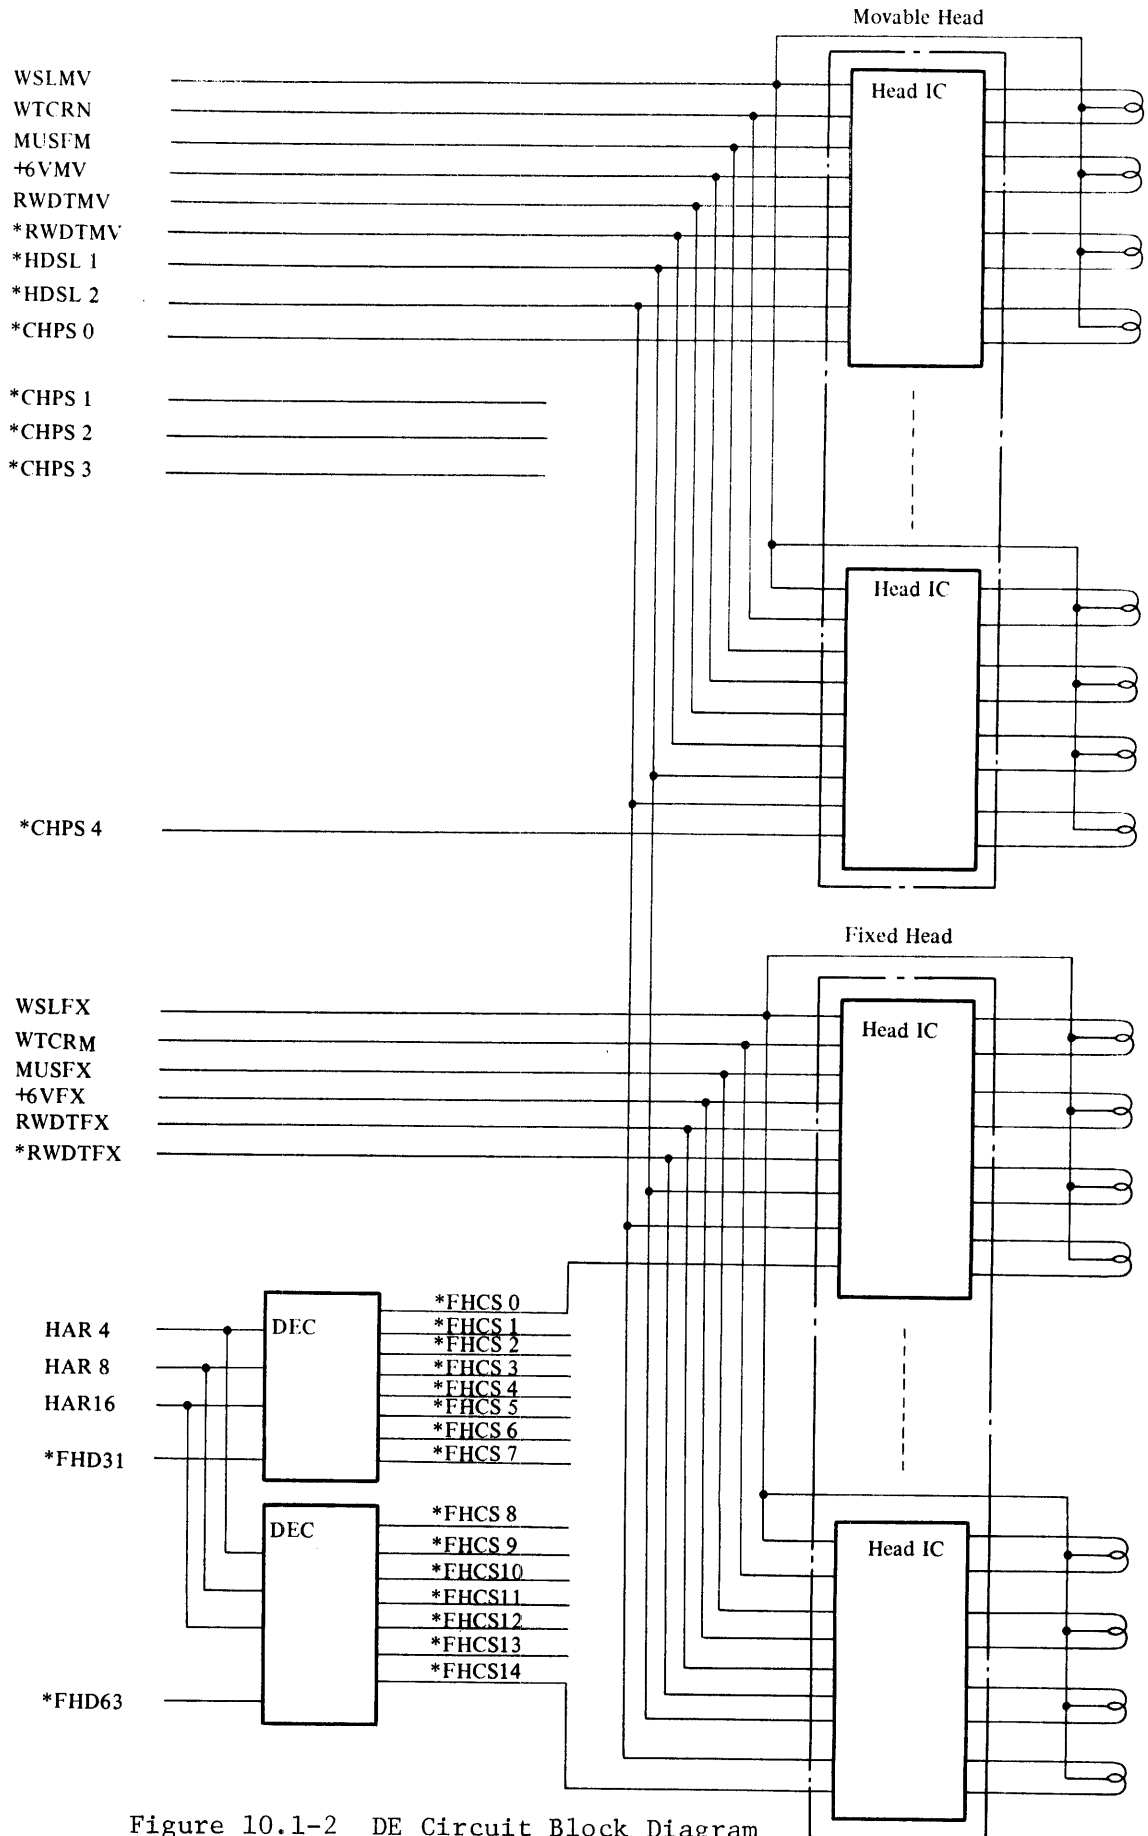 Movable Head
WSLMV
Head IC
WTCRN
MUSFM
+6VMV
RWDTMV
*RWDTMV
*HDSL 1
*HDSL 2
*CHPS 0
*CHPS 1
*CHPS 2
*CHPS 3
Head IC
*CHPS 4
Fixed Head
WSLFX
Head IC
WTCRM
MUSFX
+6VFX
RWDTFX
*RWDTFX
*FHCS 0
HAR 4
DEC
*FHCS 1
*FHCS 2
HAR 8
*FHCS 3
*FHCS 4
HAR16
*FHCS 5
*FHCS 6
*FHD31
*FHCS 7
*FHCS 8
DEC
*FHCS 9
Head IC
*FHCS10
*FHCS11
*FHCS12
*FHCS13
*FHCS14
*FHD63
Figure 10.1-2 DE Circuit Block Diagram